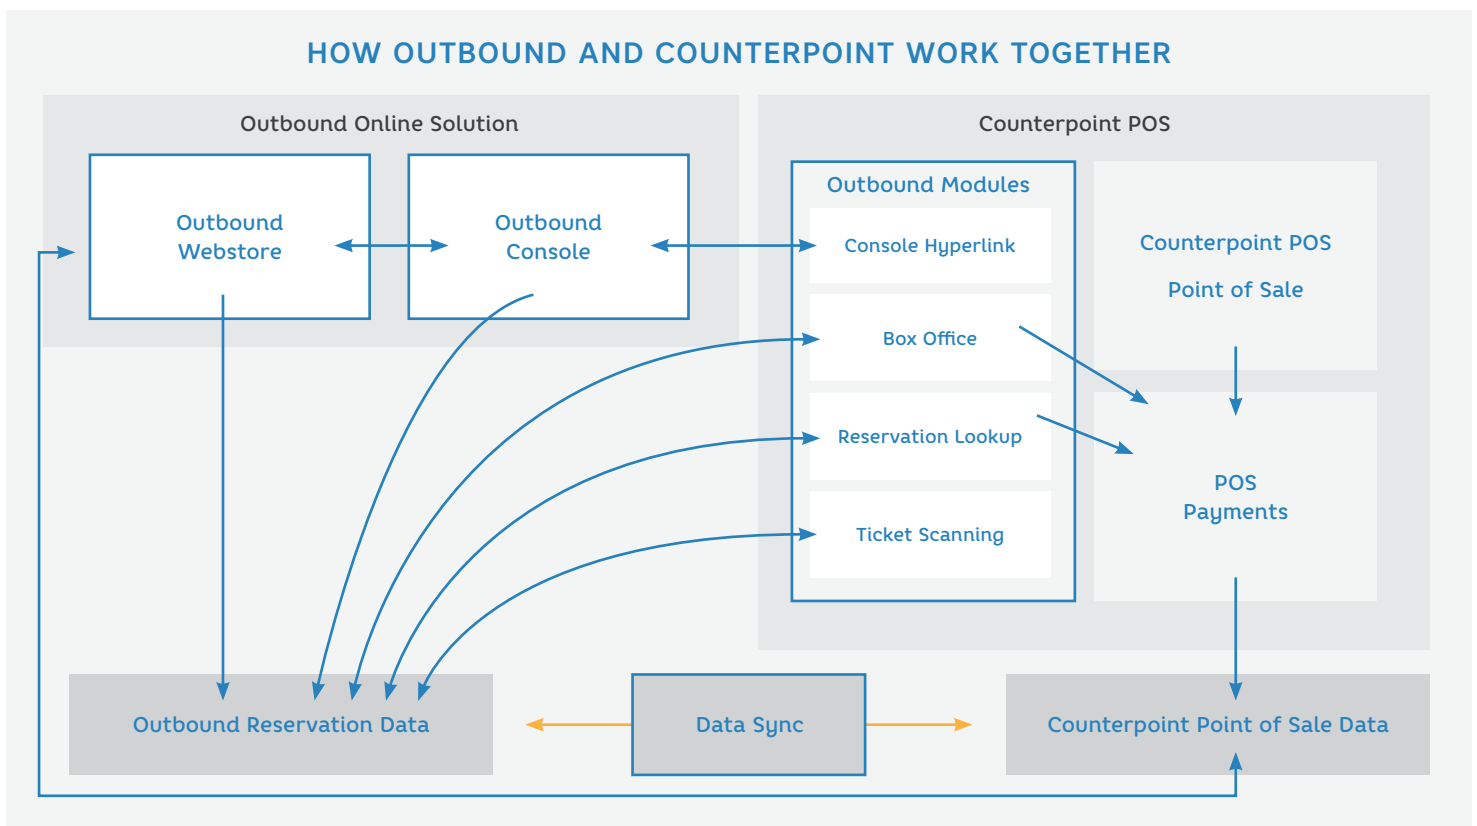 HOW OUTBOUND AND COUNTERPOINT WORK TOGETHER
Outbound Online Solution
Outbound
Webstore
Outbound
Console
Counterpoint POS
Outbound Modules
Console Hyperlink
Box Office
Reservation Lookup
Ticket Scanning
Counterpoint POS
Point of Sale
POS
Payments
Outbound Reservation Data
Data Sync
Counterpoint Point of Sale Data